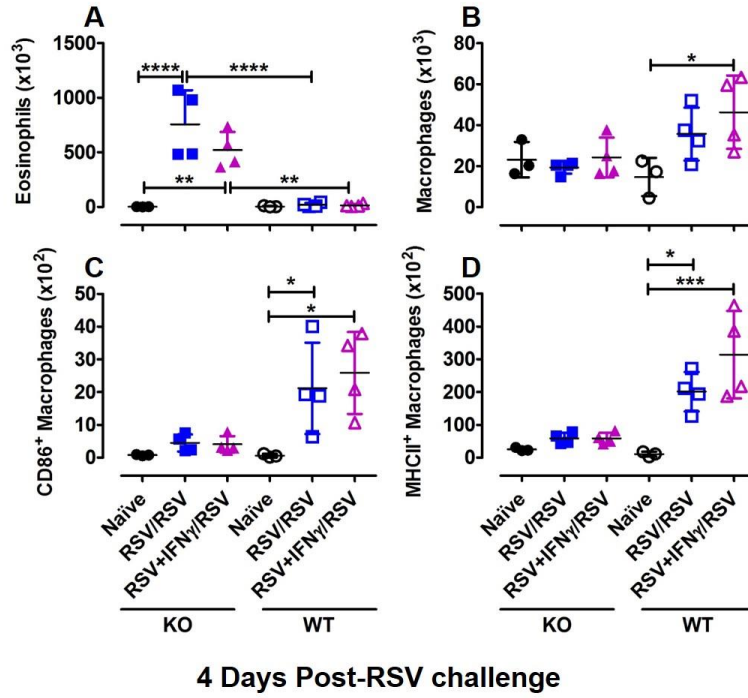 A
Eosinophils (x10³)
1500
1000
500
0
****
****
**
**
B
Macrophages (x10³)
80
60
40
20
0
*
C
CD86⁺ Macrophages (x10²)
50
40
30
20
10
0
*
*
Naïve
RSV/RSV
RSV+IFNγ/RSV
Naïve
RSV/RSV
RSV+IFNγ/RSV
KO
WT
D
MHCII⁺ Macrophages (x10²)
500
400
300
200
100
0
*
***
Naïve
RSV/RSV
RSV+IFNγ/RSV
Naïve
RSV/RSV
RSV+IFNγ/RSV
KO
WT
4 Days Post-RSV challenge